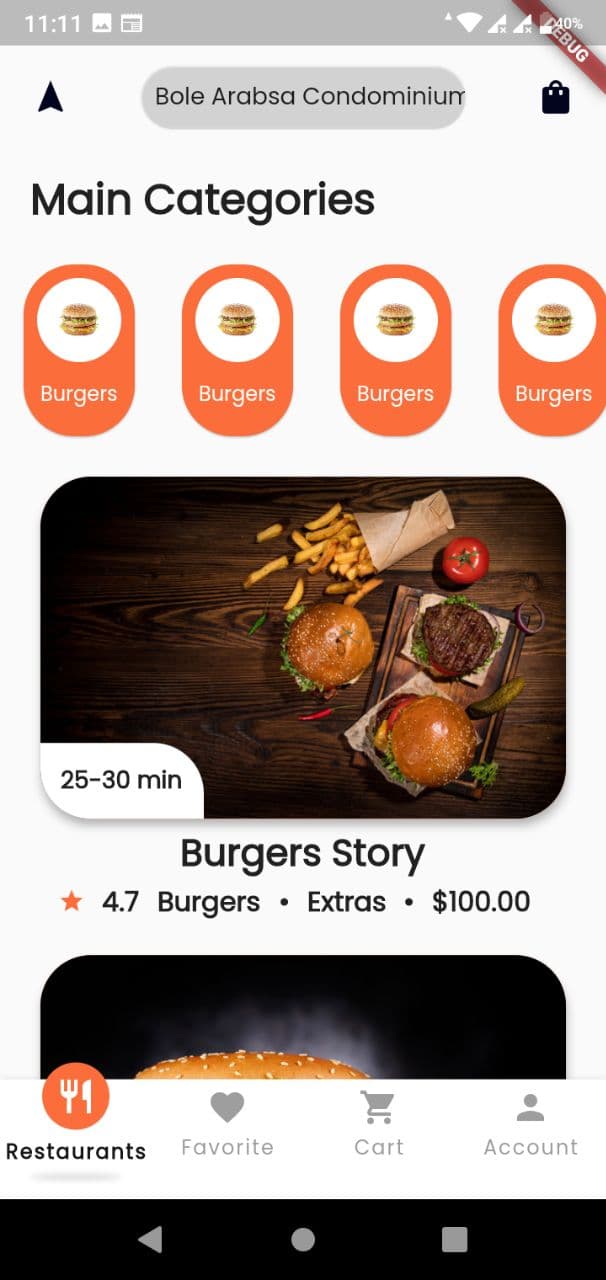 11:11
40%
DEBUG
Bole Arabsa Condominium
Main Categories
Burgers Burgers Burgers Burgers
25-30 min
Burgers Story
4.7 Burgers • Extras • $100.00
Restaurants Favorite Cart Account